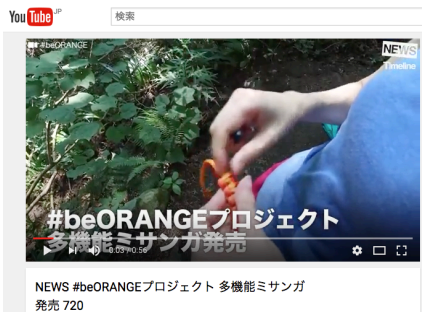 YouTube JP
検索
#beORANGE
NEWS
Timeline
#beORANGEプロジェクト
多機能ミサンガ発売
0:03 / 0:56
NEWS #beORANGEプロジェクト 多機能ミサンガ
発売 720